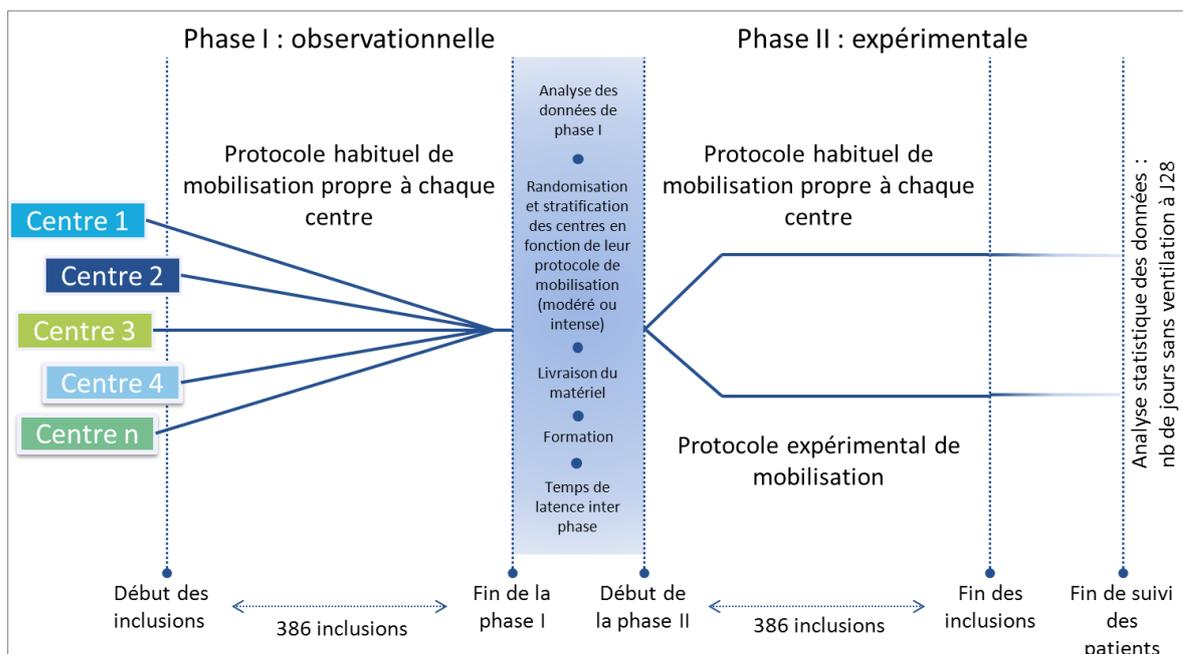 Phase I : observationnelle
Phase II : expérimentale
Protocole habituel de
mobilisation propre à chaque
centre
Centre 1
Centre 2
Centre 3
Centre 4
Centre n
Analyse des
données de
phase I
Randomisation
et stratification
des centres en
fonction de leur
protocole de
mobilisation
(modéré ou
intense)
Livraison du
matériel
Formation
Temps de
latence inter
phase
Protocole habituel de
mobilisation propre à chaque
centre
Protocole expérimental de
mobilisation
Analyse statistique des données :
nb de jours sans ventilation à J28
Début des
inclusions
386 inclusions
Fin de la
phase I
Début de
la phase II
386 inclusions
Fin des
inclusions
Fin de suivi
des
patients